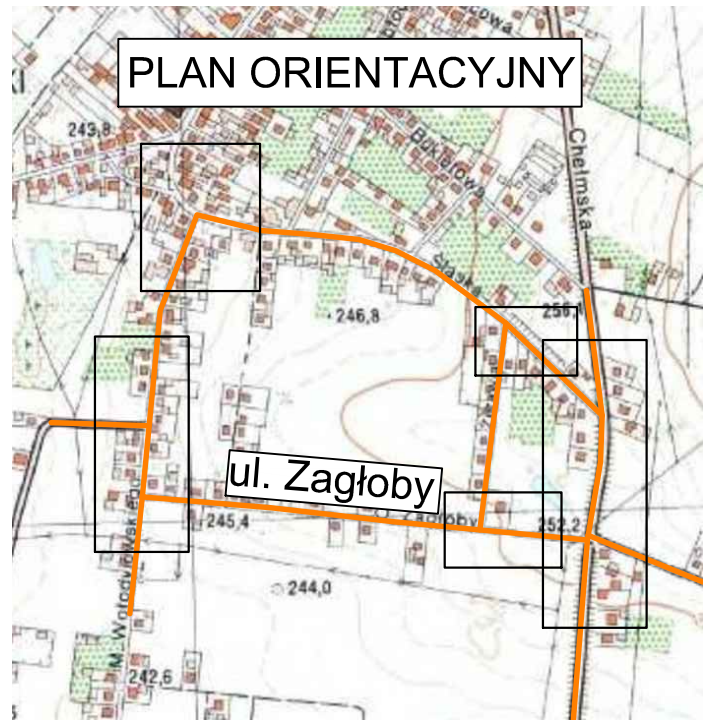 PLAN ORIENTACYJNY
243,8
Bukietowa
Chełmska
Śląska
256,1
246,8
ul. Zagłoby
Zagłoby
252,2
245,4
M. Wołodyjowskiego
244,0
242,6